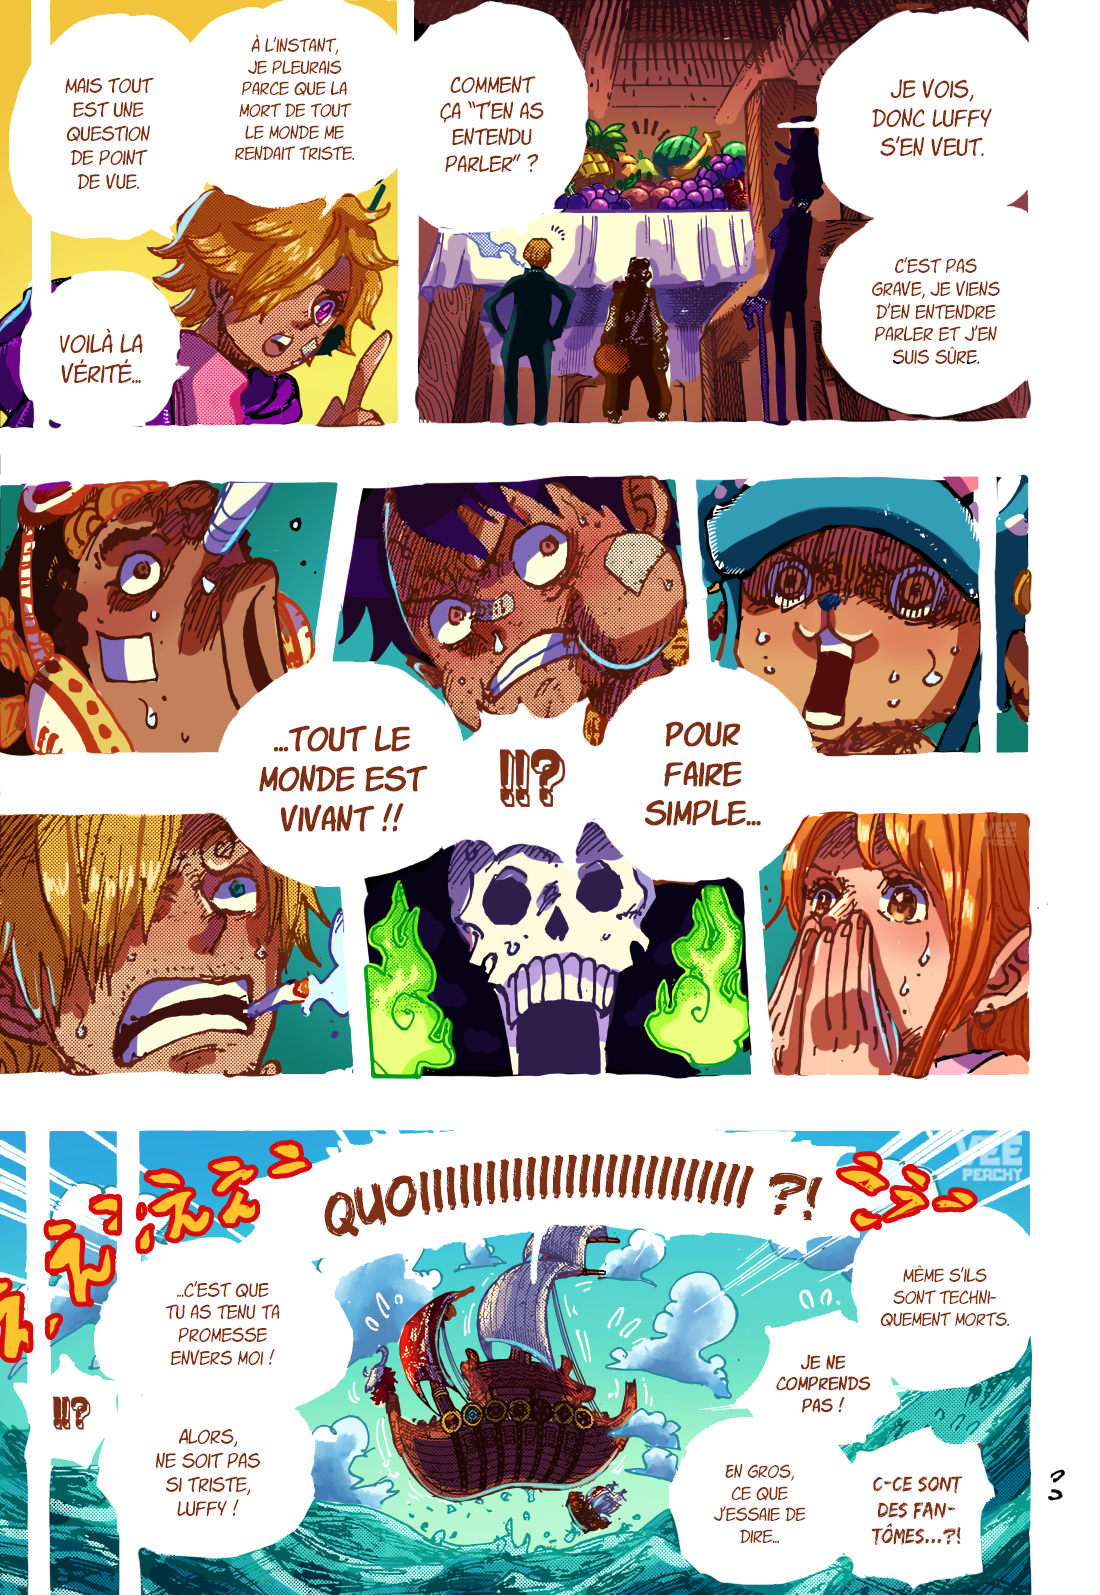 JE VOIS,
DONC LUFFY
S'EN VEUT.
C'EST PAS
GRAVE, JE VIENS
D'EN ENTENDRE
PARLER ET J'EN
SUIS SÛRE.
COMMENT
ÇA "T'EN AS
ENTENDU
PARLER" ?
À L'INSTANT,
JE PLEURAIS
PARCE QUE LA
MORT DE TOUT
LE MONDE ME
RENDAIT TRISTE.
MAIS TOUT
EST UNE
QUESTION
DE POINT
DE VUE.
VOILÀ LA
VÉRITÉ...
POUR
FAIRE
SIMPLE...
!!?
...TOUT LE
MONDE EST
VIVANT !!
VEE
PEACHY
VEE
PEACHY
QUOIIIIIIIIIIIIIIIIIIIIIIIIII ?!
MÊME S'ILS
SONT TECHNI-
QUEMENT MORTS.
JE NE
COMPRENDS
PAS !
C-CE SONT
DES FAN-
TÔMES...?!
EN GROS,
CE QUE
J'ESSAIE DE
DIRE...
...C'EST QUE
TU AS TENU TA
PROMESSE
ENVERS MOI !
ALORS,
NE SOIT PAS
SI TRISTE,
LUFFY !
!!?